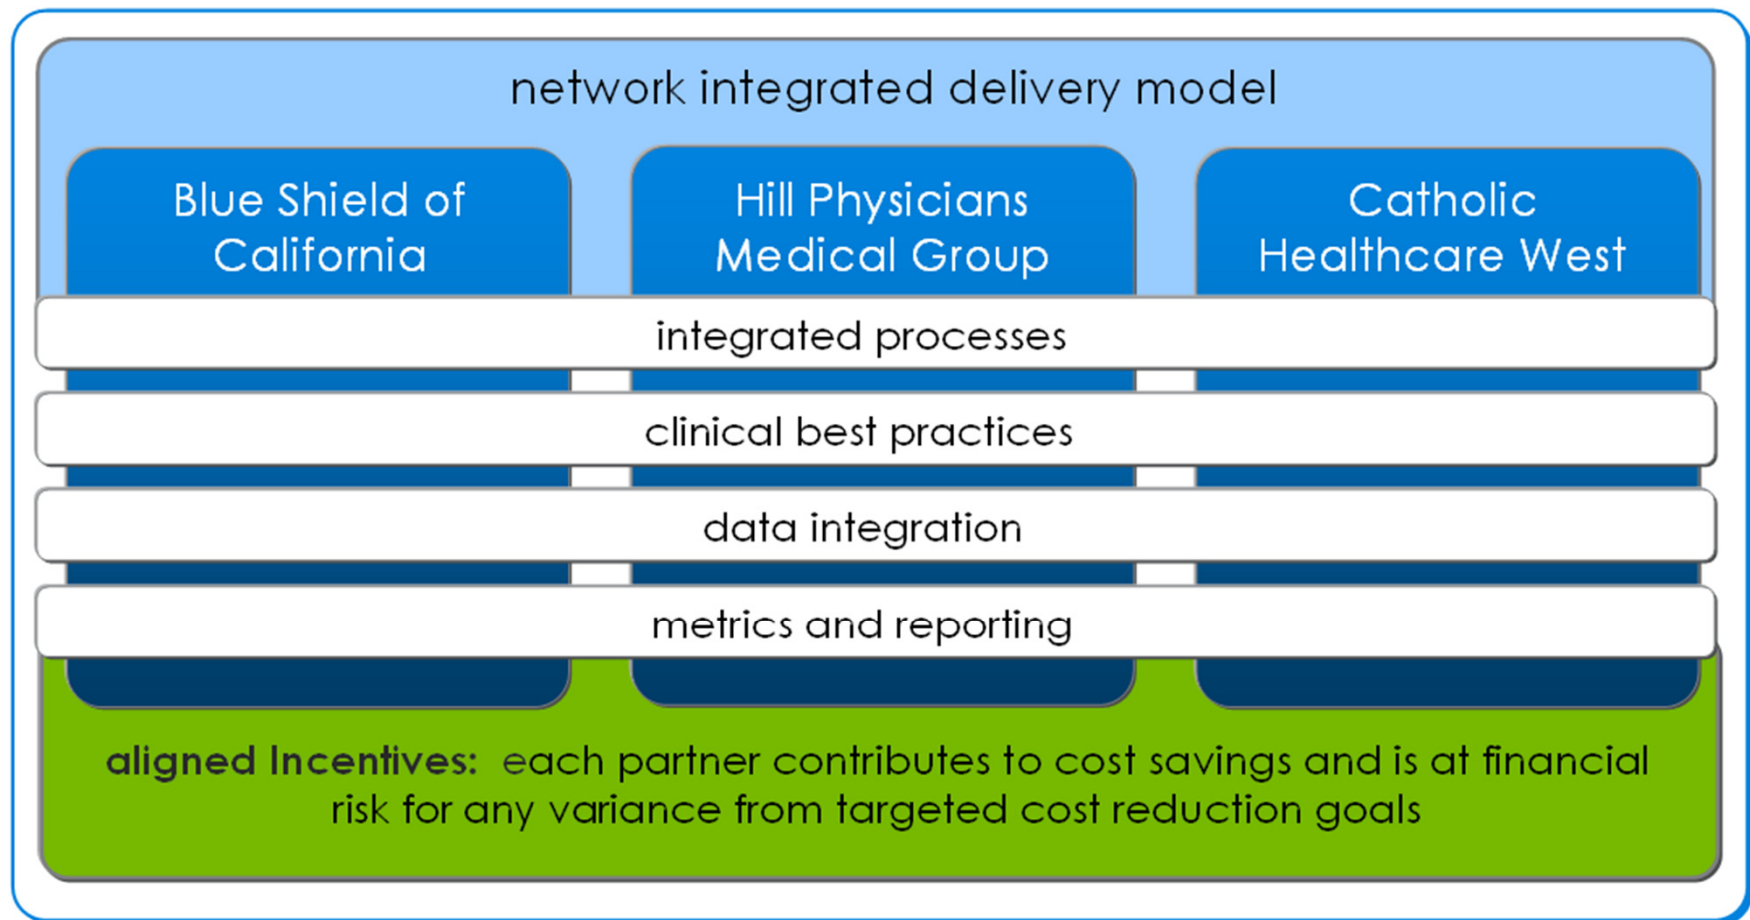 network integrated delivery model
Blue Shield of
California
Hill Physicians
Medical Group
Catholic
Healthcare West
integrated processes
clinical best practices
data integration
metrics and reporting
aligned Incentives: each partner contributes to cost savings and is at financial
risk for any variance from targeted cost reduction goals